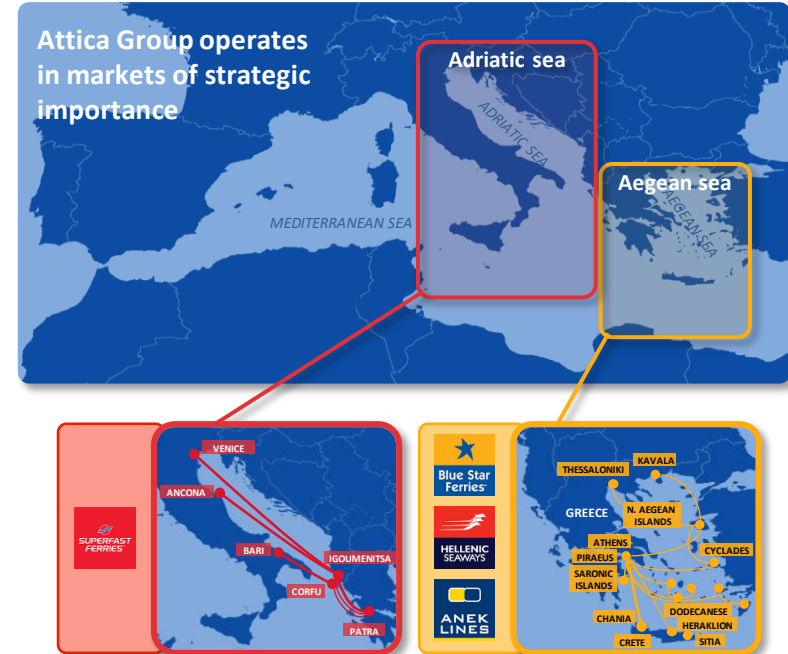 Attica Group operates
in markets of strategic
importance
Adriatic sea
ADRIATIC SEA
Aegean sea
AEGEAN SEA
MEDITERRANEAN SEA
SUPERFAST
FERRIES
VENICE
ANCONA
BARI
IGOUMENITSA
CORFU
PATRA
Blue Star
Ferries
HELLENIC
SEAWAYS
ANEK
LINES
KAVALA
THESSALONIKI
GREECE
N. AEGEAN
ISLANDS
ATHENS
PIRAEUS
CYCLADES
SARONIC
ISLANDS
DODECANESE
CHANIA
HERAKLION
CRETE
SITIA